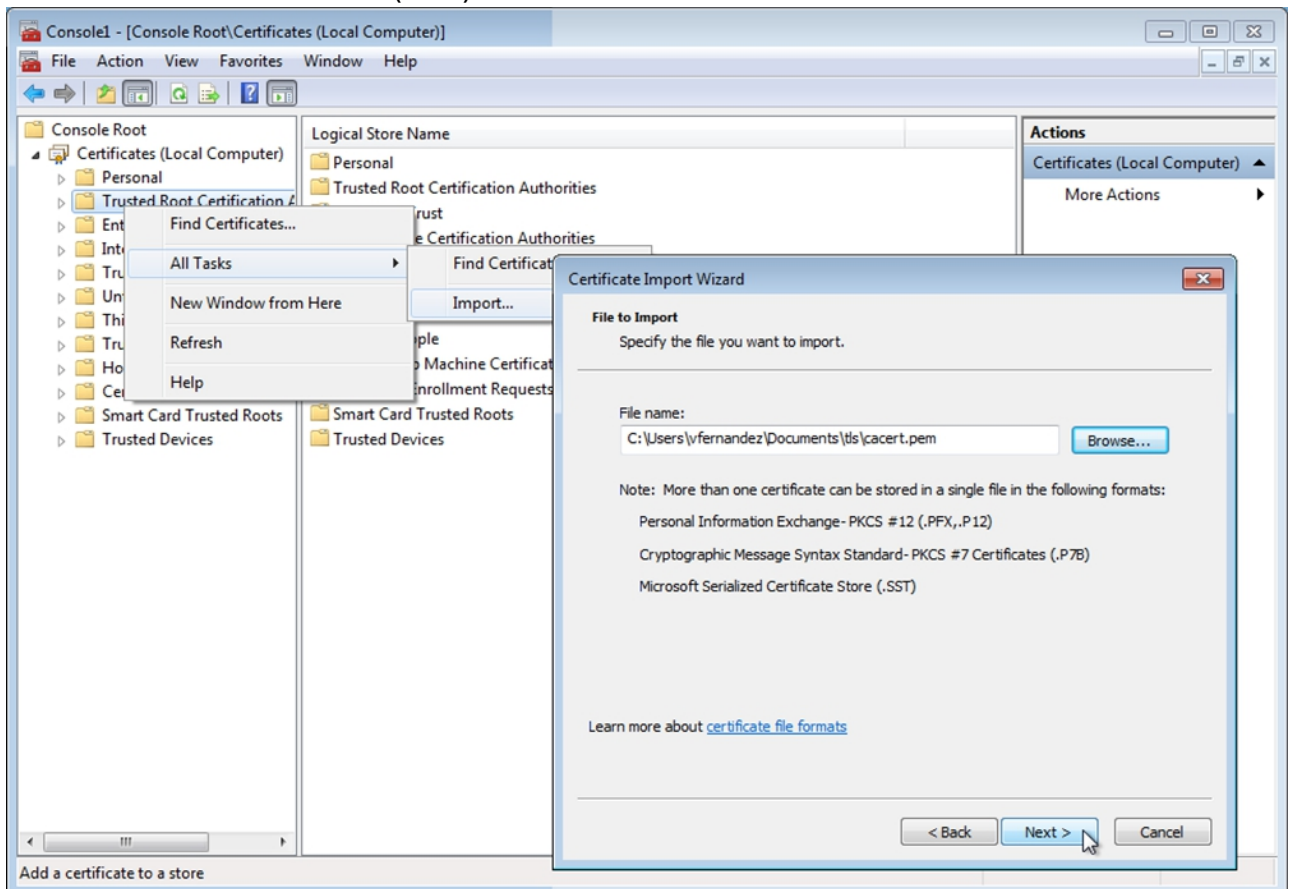 Console1 - [Console Root\Certificates (Local Computer)]
File Action View Favorites Window Help
Console Root
Certificates (Local Computer)
Personal
Trusted Root Certification
Find Certificates...
All Tasks
New Window from Here
Refresh
Help
Smart Card Trusted Roots
Trusted Devices
Logical Store Name
Personal
Trusted Root Certification Authorities
Certification Authorities
Find
Import...
Machine
Enrollment Requests
Smart Card Trusted Roots
Trusted Devices
Actions
Certificates (Local Computer)
More Actions
Certificate Import Wizard
File to Import
Specify the file you want to import.
File name:
C:\Users\vfernandez\Documents\tls\cacert.pem
Browse...
Note: More than one certificate can be stored in a single file in the following formats:
Personal Information Exchange- PKCS #12 (.PFX,.P12)
Cryptographic Message Syntax Standard- PKCS #7 Certificates (.P7B)
Microsoft Serialized Certificate Store (.SST)
Learn more about certificate file formats
< Back Next > Cancel
Add a certificate to a store